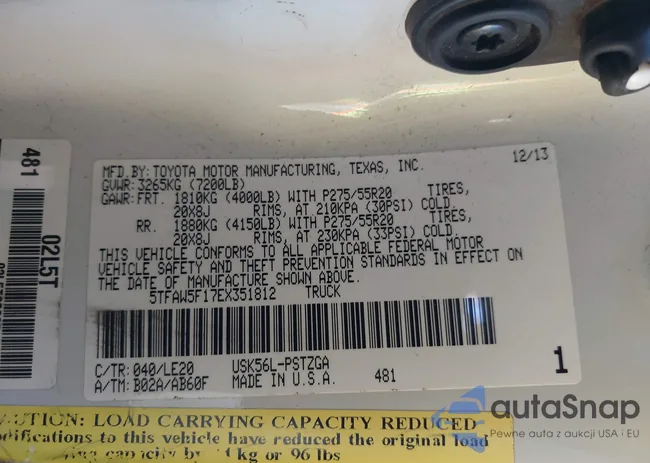 481
02L5T
MFD.BY:TOYOTA MOTOR MANUFACTURING, TEXAS, INC. 12/13
GVWR:3265KG (7200LB)
GAWR:FRT. 1810KG (4000LB) WITH P275/55R20 TIRES,
20X8J RIMS, AT 210KPA (30PSI) COLD.
RR. 1880KG (4150LB) WITH P275/55R20 TIRES,
20X8J RIMS, AT 230KPA (33PSI) COLD.
THIS VEHICLE CONFORMS TO ALL APPLICABLE FEDERAL MOTOR
VEHICLE SAFETY AND THEFT PREVENTION STANDARDS IN EFFECT ON
THE DATE OF MANUFACTURE SHOWN ABOVE.
5TFAW5F17EX351812 TRUCK
C/TR:040/LE20 USK56L-PSTZGA
A/TM:B02A/AB60F MADE IN U.S.A. 481
1
UTION: LOAD CARRYING CAPACITY REDUCED
difications to this vehicle have reduced the original load
capacity by kg or 96 lbs
autoSnap
Pewne auta z aukcji USA i EU